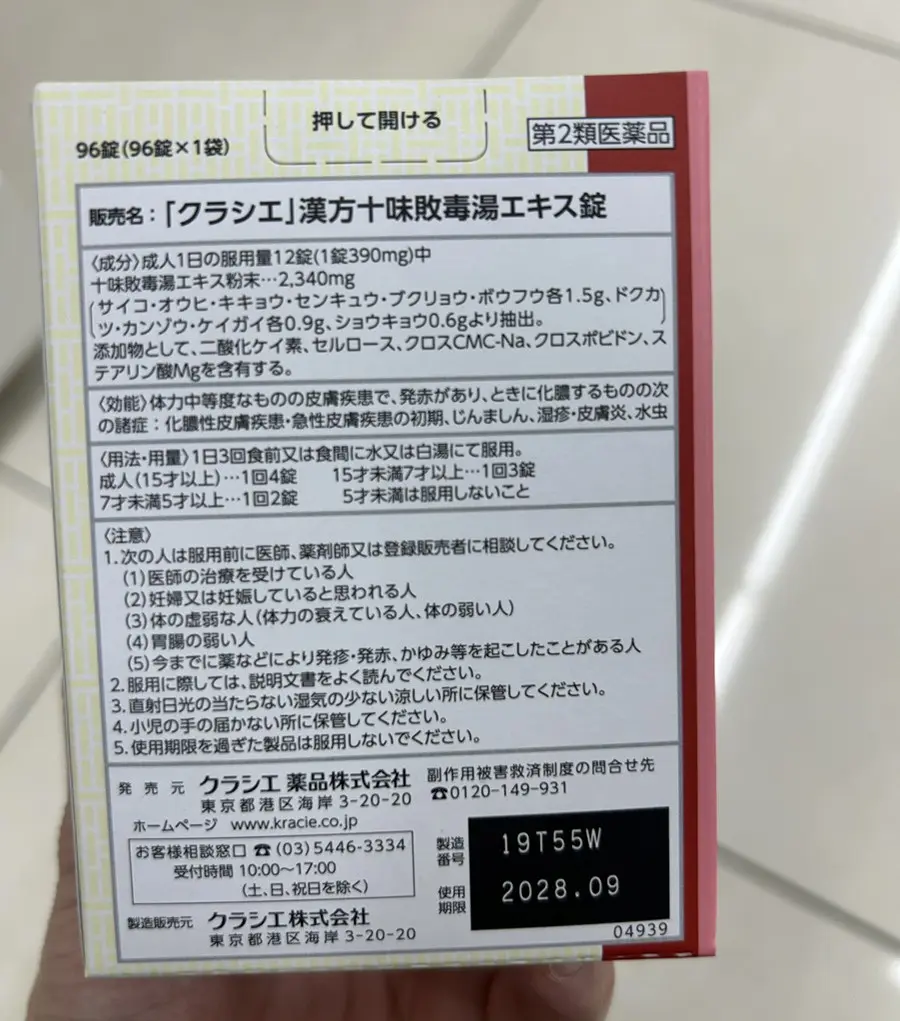 押して開ける
96錠(96錠×1袋)
第2類医薬品
販売名：「クラシエ」漢方十味敗毒湯エキス錠
〈成分〉成人1日の服用量12錠(1錠390mg)中
十味敗毒湯エキス粉末…2,340mg
(サイコ・オウヒ・キキョウ・センキュウ・ブクリョウ・ボウフウ各1.5g、ドクカ
ツ・カンゾウ・ケイガイ各0.9g、ショウキョウ0.6gより抽出。)
添加物として、二酸化ケイ素、セルロース、クロスCMC-Na、クロスポビドン、ス
テアリン酸Mgを含有する。
〈効能〉体力中等度なものの皮膚疾患で、発赤があり、ときに化膿するものの次
の諸症：化膿性皮膚疾患・急性皮膚疾患の初期、じんましん、湿疹・皮膚炎、水虫
〈用法・用量〉1日3回食前又は食間に水又は白湯にて服用。
成人(15才以上)…1回4錠 15才未満7才以上…1回3錠
7才未満5才以上…1回2錠 5才未満は服用しないこと
〈注意〉
1.次の人は服用前に医師、薬剤師又は登録販売者に相談してください。
(1)医師の治療を受けている人
(2)妊婦又は妊娠していると思われる人
(3)体の虚弱な人(体力の衰えている人、体の弱い人)
(4)胃腸の弱い人
(5)今までに薬などにより発疹・発赤、かゆみ等を起こしたことがある人
2.服用に際しては、説明文書をよく読んでください。
3.直射日光の当たらない湿気の少ない涼しい所に保管してください。
4.小児の手の届かない所に保管してください。
5.使用期限を過ぎた製品は服用しないでください。
発売元 クラシエ薬品株式会社
東京都港区海岸3-20-20
ホームページ www.kracie.co.jp
お客様相談窓口 ☎(03)5446-3334
受付時間 10:00～17:00
(土、日、祝日を除く)
製造販売元 クラシエ株式会社
東京都港区海岸3-20-20
副作用被害救済制度の問合せ先
☎0120-149-931
製造番号 19T55W
使用期限 2028.09
04939